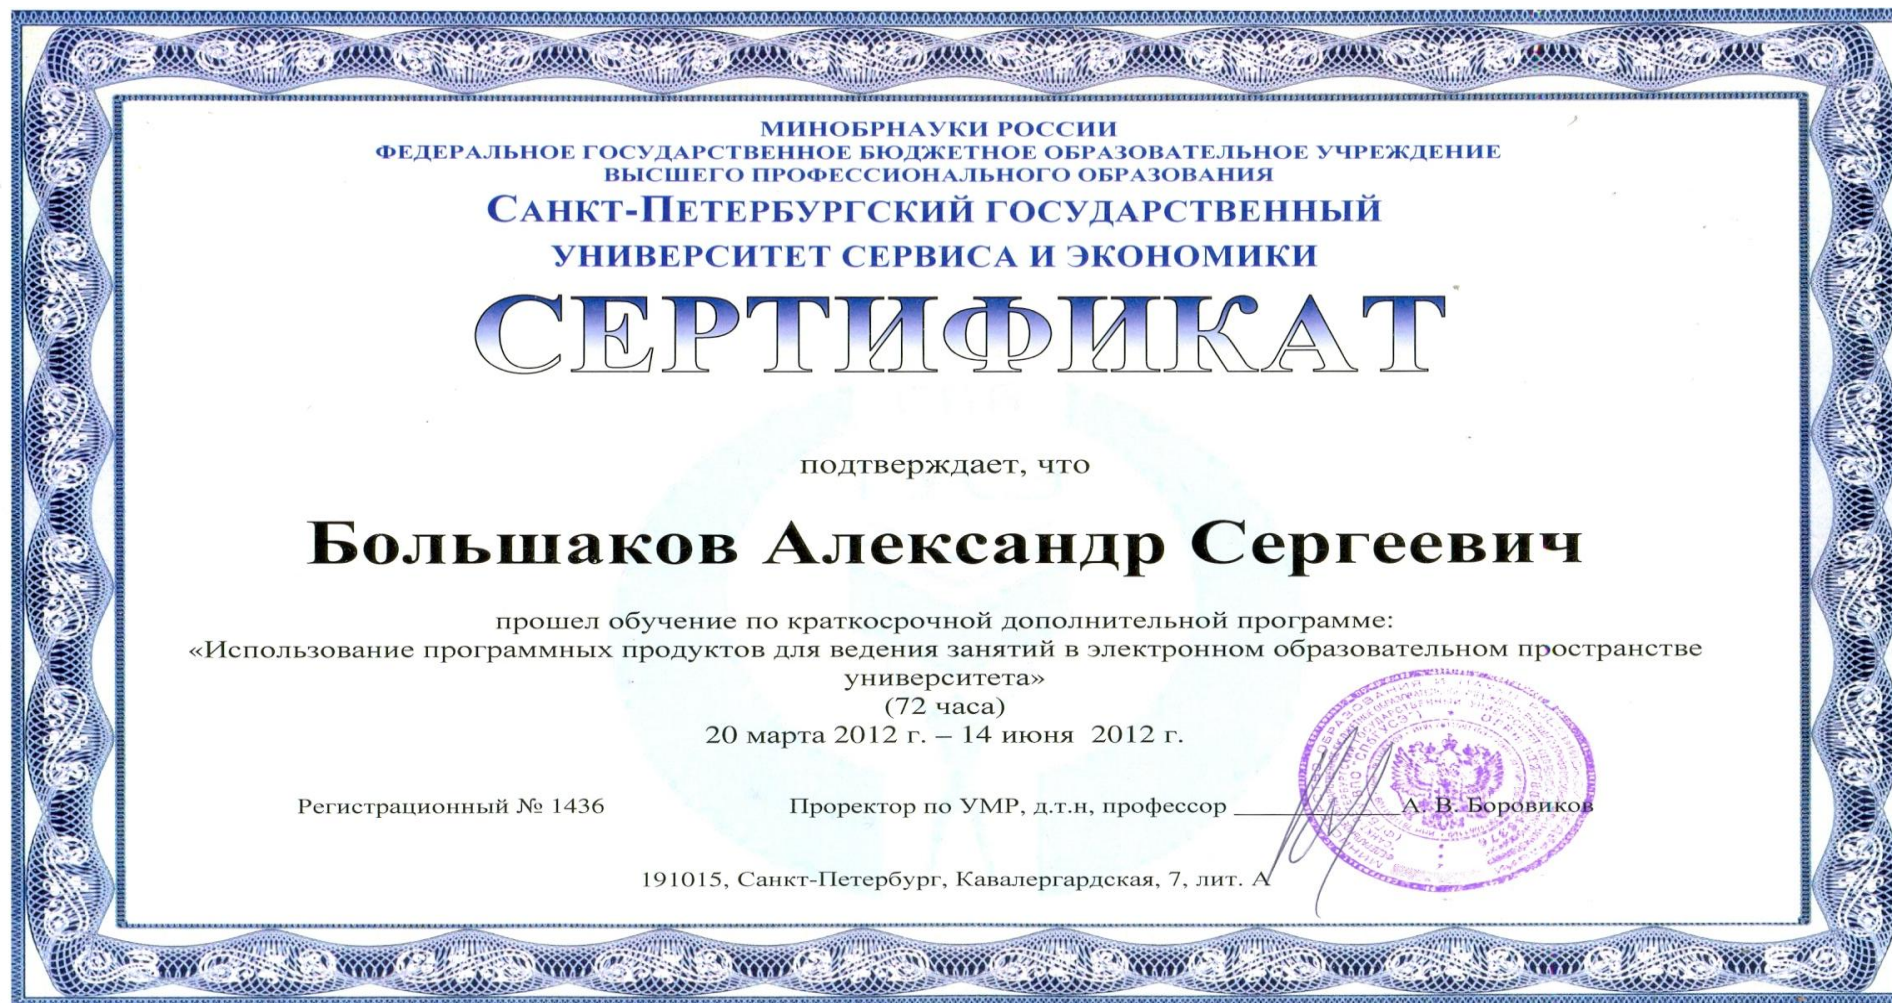 МИНОБРНАУКИ РОССИИ
ФЕДЕРАЛЬНОЕ ГОСУДАРСТВЕННОЕ БЮДЖЕТНОЕ ОБРАЗОВАТЕЛЬНОЕ УЧРЕЖДЕНИЕ
ВЫСШЕГО ПРОФЕССИОНАЛЬНОГО ОБРАЗОВАНИЯ
САНКТ-ПЕТЕРБУРГСКИЙ ГОСУДАРСТВЕННЫЙ
УНИВЕРСИТЕТ СЕРВИСА И ЭКОНОМИКИ
СЕРТИФИКАТ
подтверждает, что
Большаков Александр Сергеевич
прошел обучение по краткосрочной дополнительной программе:
«Использование программных продуктов для ведения занятий в электронном образовательном пространстве
университета»
(72 часа)
20 марта 2012 г. – 14 июня 2012 г.
Регистрационный № 1436 Проректор по УМР, д.т.н, профессор ______________ А. В. Боровиков
191015, Санкт-Петербург, Кавалергардская, 7, лит. А